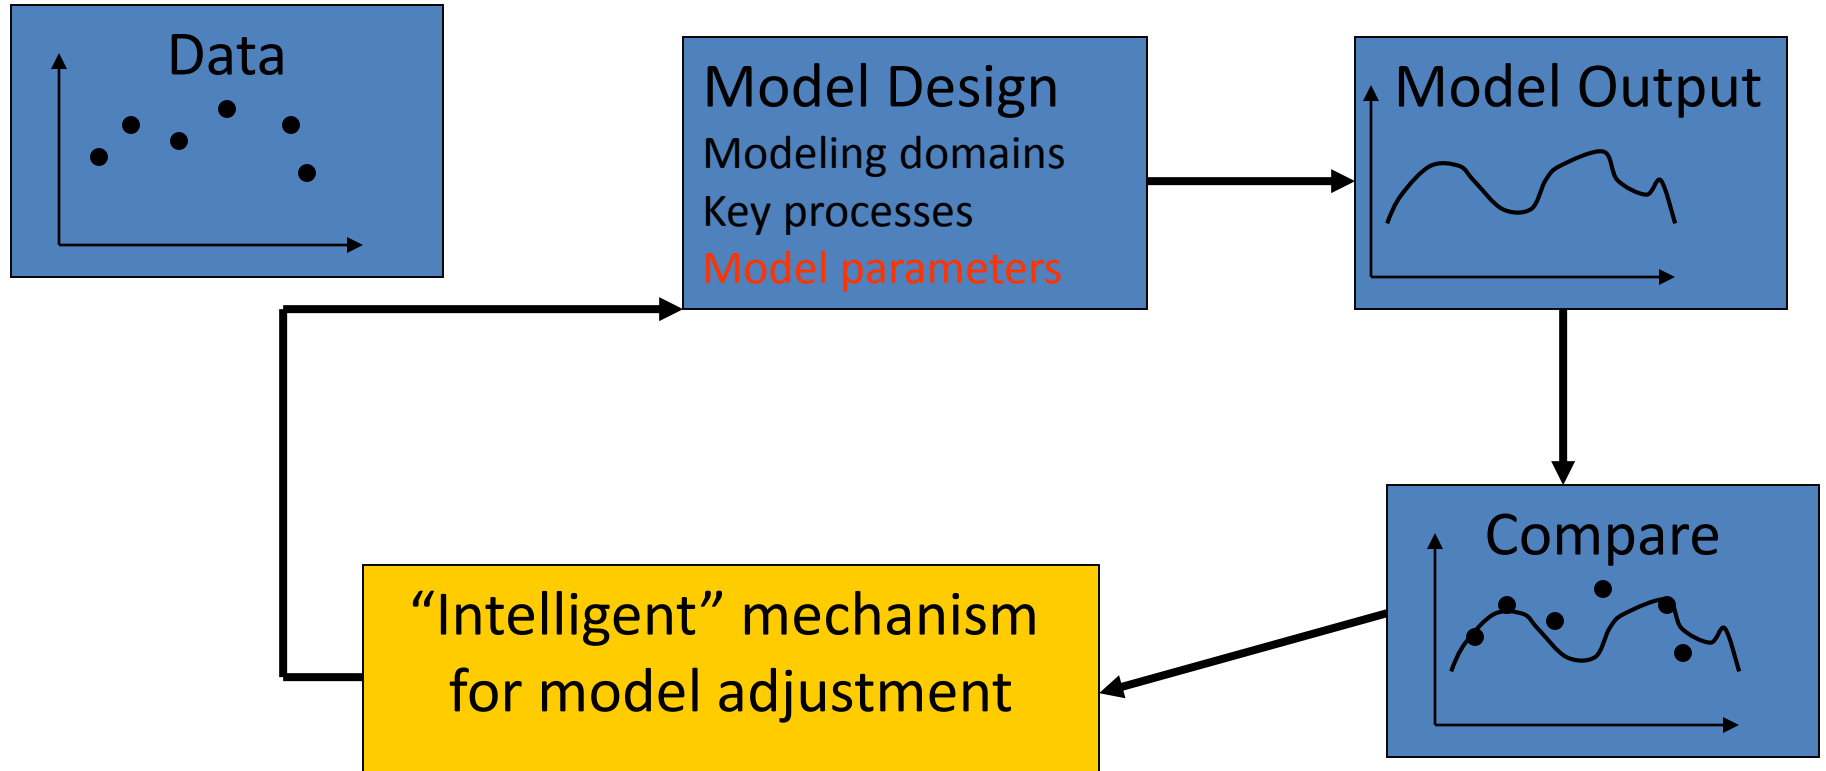 Data
Model Design
Modeling domains
Key processes
Model parameters
Model Output
Compare
“Intelligent” mechanism
for model adjustment